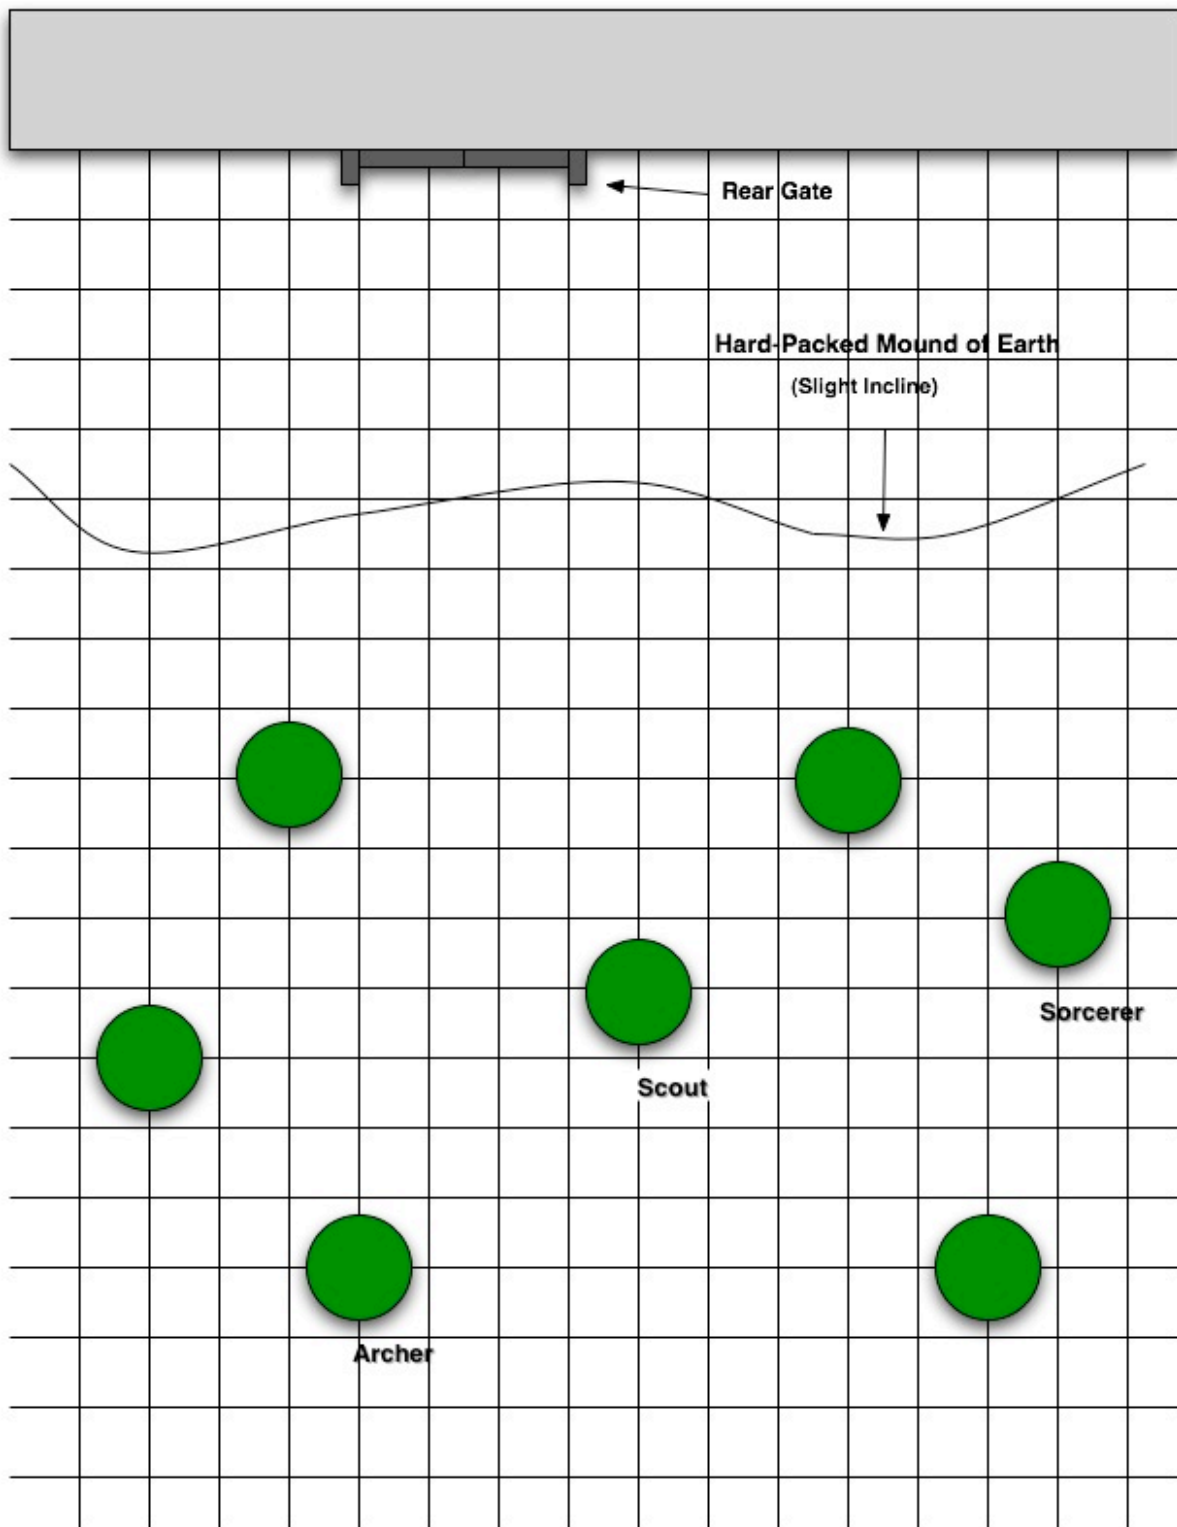 Rear Gate
Hard-Packed Mound of Earth
(Slight Incline)
Sorcerer
Scout
Archer